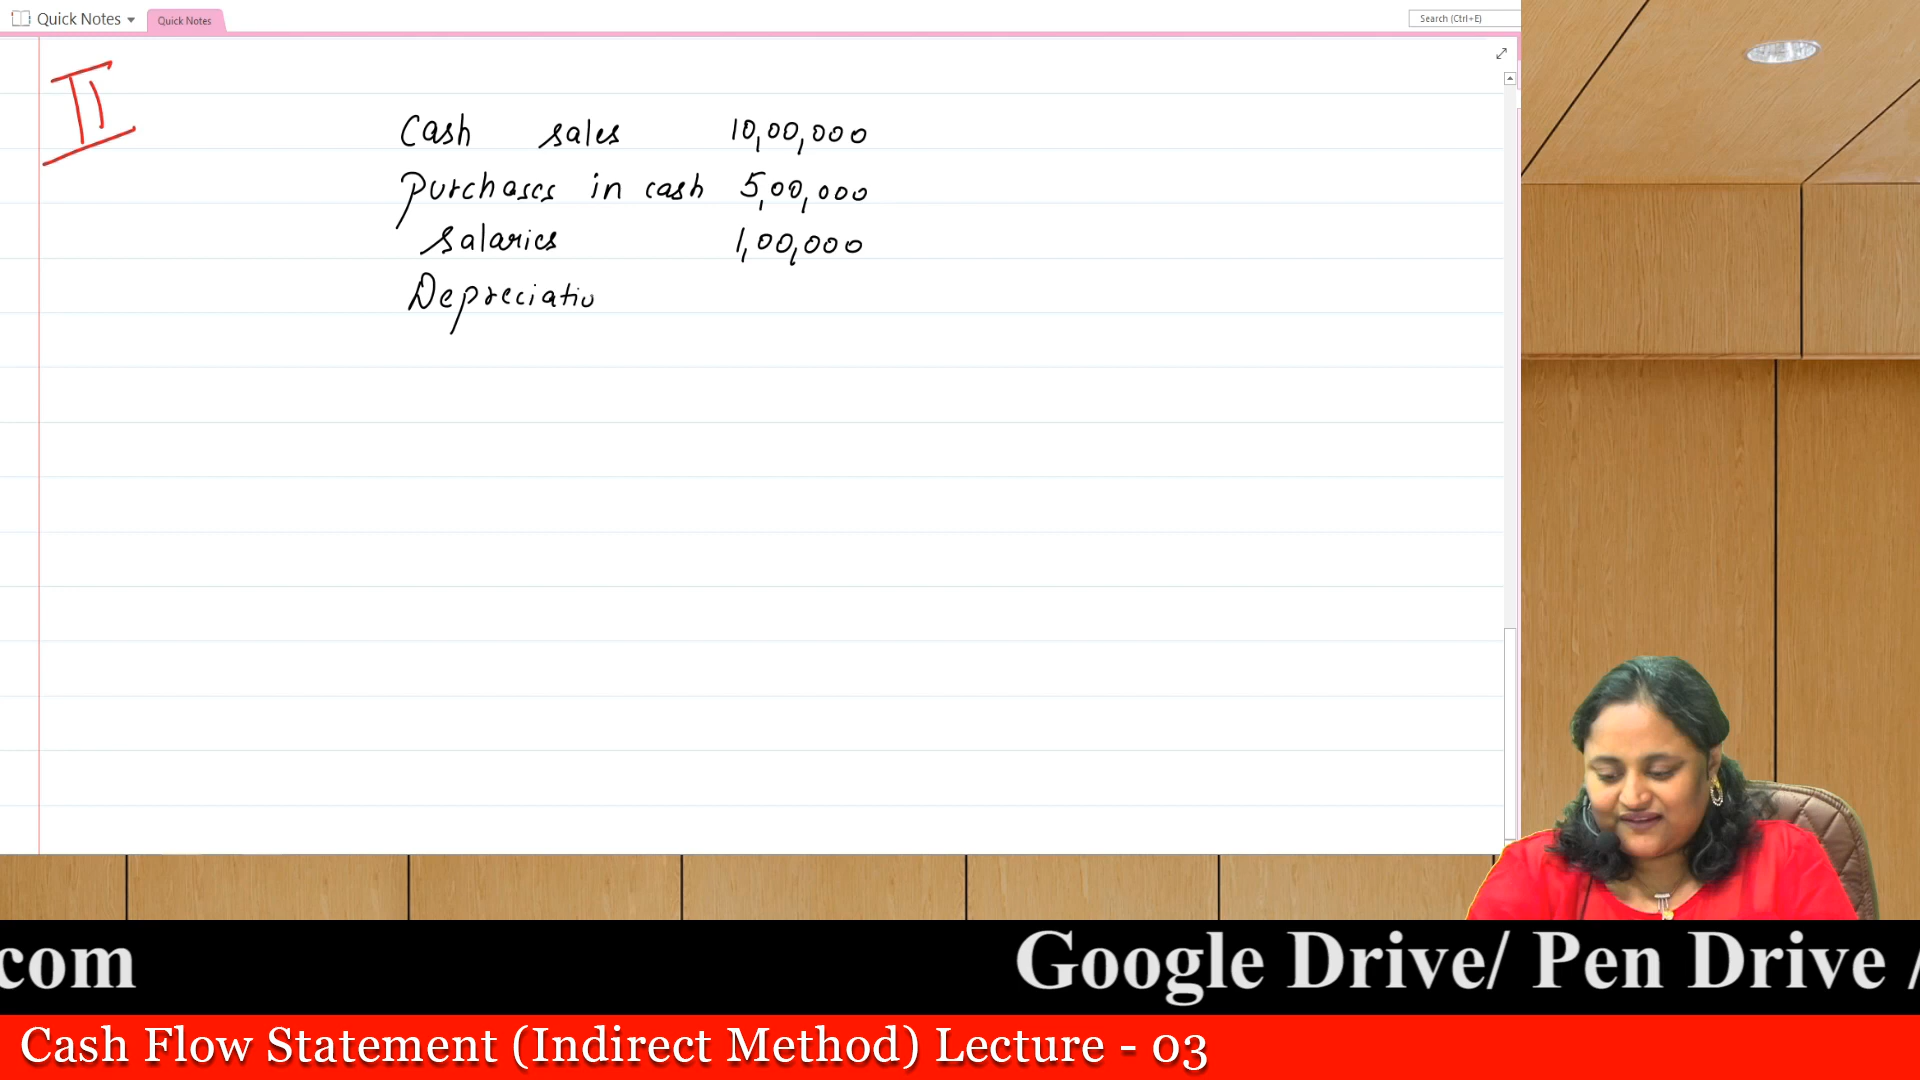 Quick Notes
Quick Notes
Search (Ctrl+E)
II
Cash sales 10,00,000
Purchases in cash 5,00,000
Salaries 1,00,000
Depreciatio
com Google Drive/ Pen Drive /
Cash Flow Statement (Indirect Method) Lecture - 03